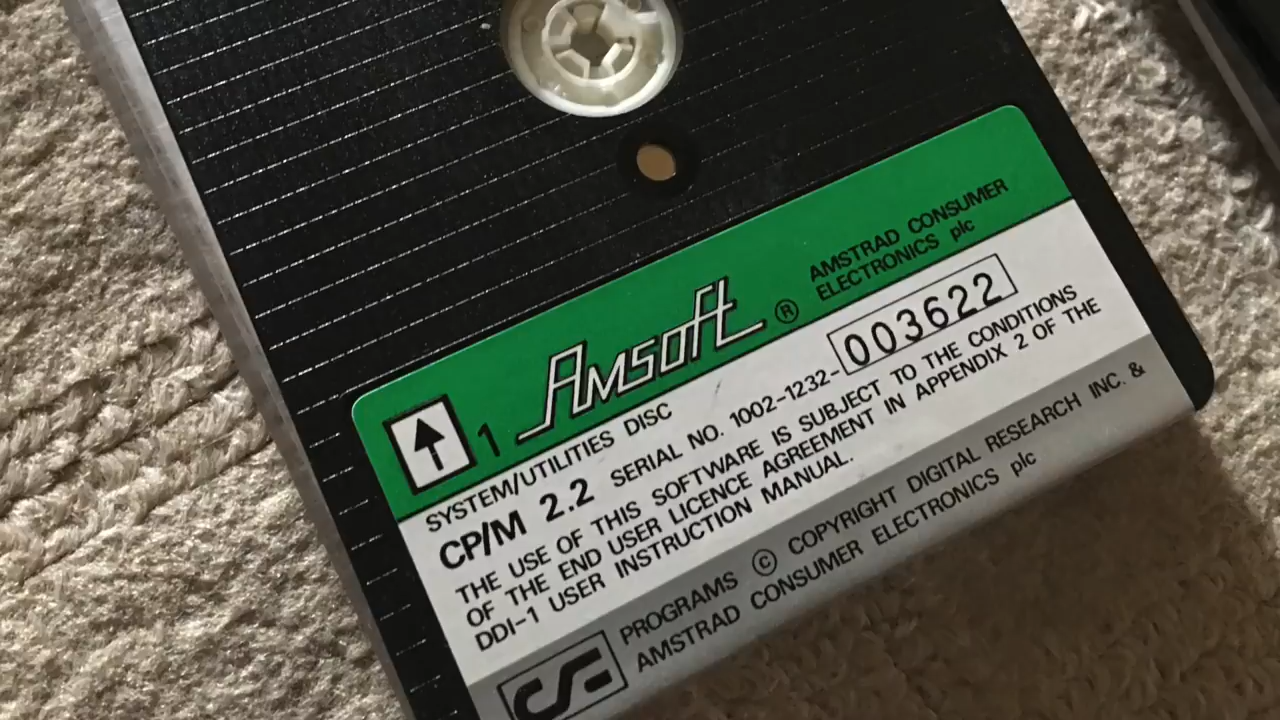 1 Amsoft ® AMSTRAD CONSUMER
ELECTRONICS plc
SYSTEM/UTILITIES DISC
CP/M 2.2 SERIAL NO. 1002-1232-003622
THE USE OF THIS SOFTWARE IS SUBJECT TO THE CONDITIONS
OF THE END USER LICENCE AGREEMENT IN APPENDIX 2 OF THE
DDI-1 USER INSTRUCTION MANUAL.
PROGRAMS © COPYRIGHT DIGITAL RESEARCH INC. &
AMSTRAD CONSUMER ELECTRONICS plc